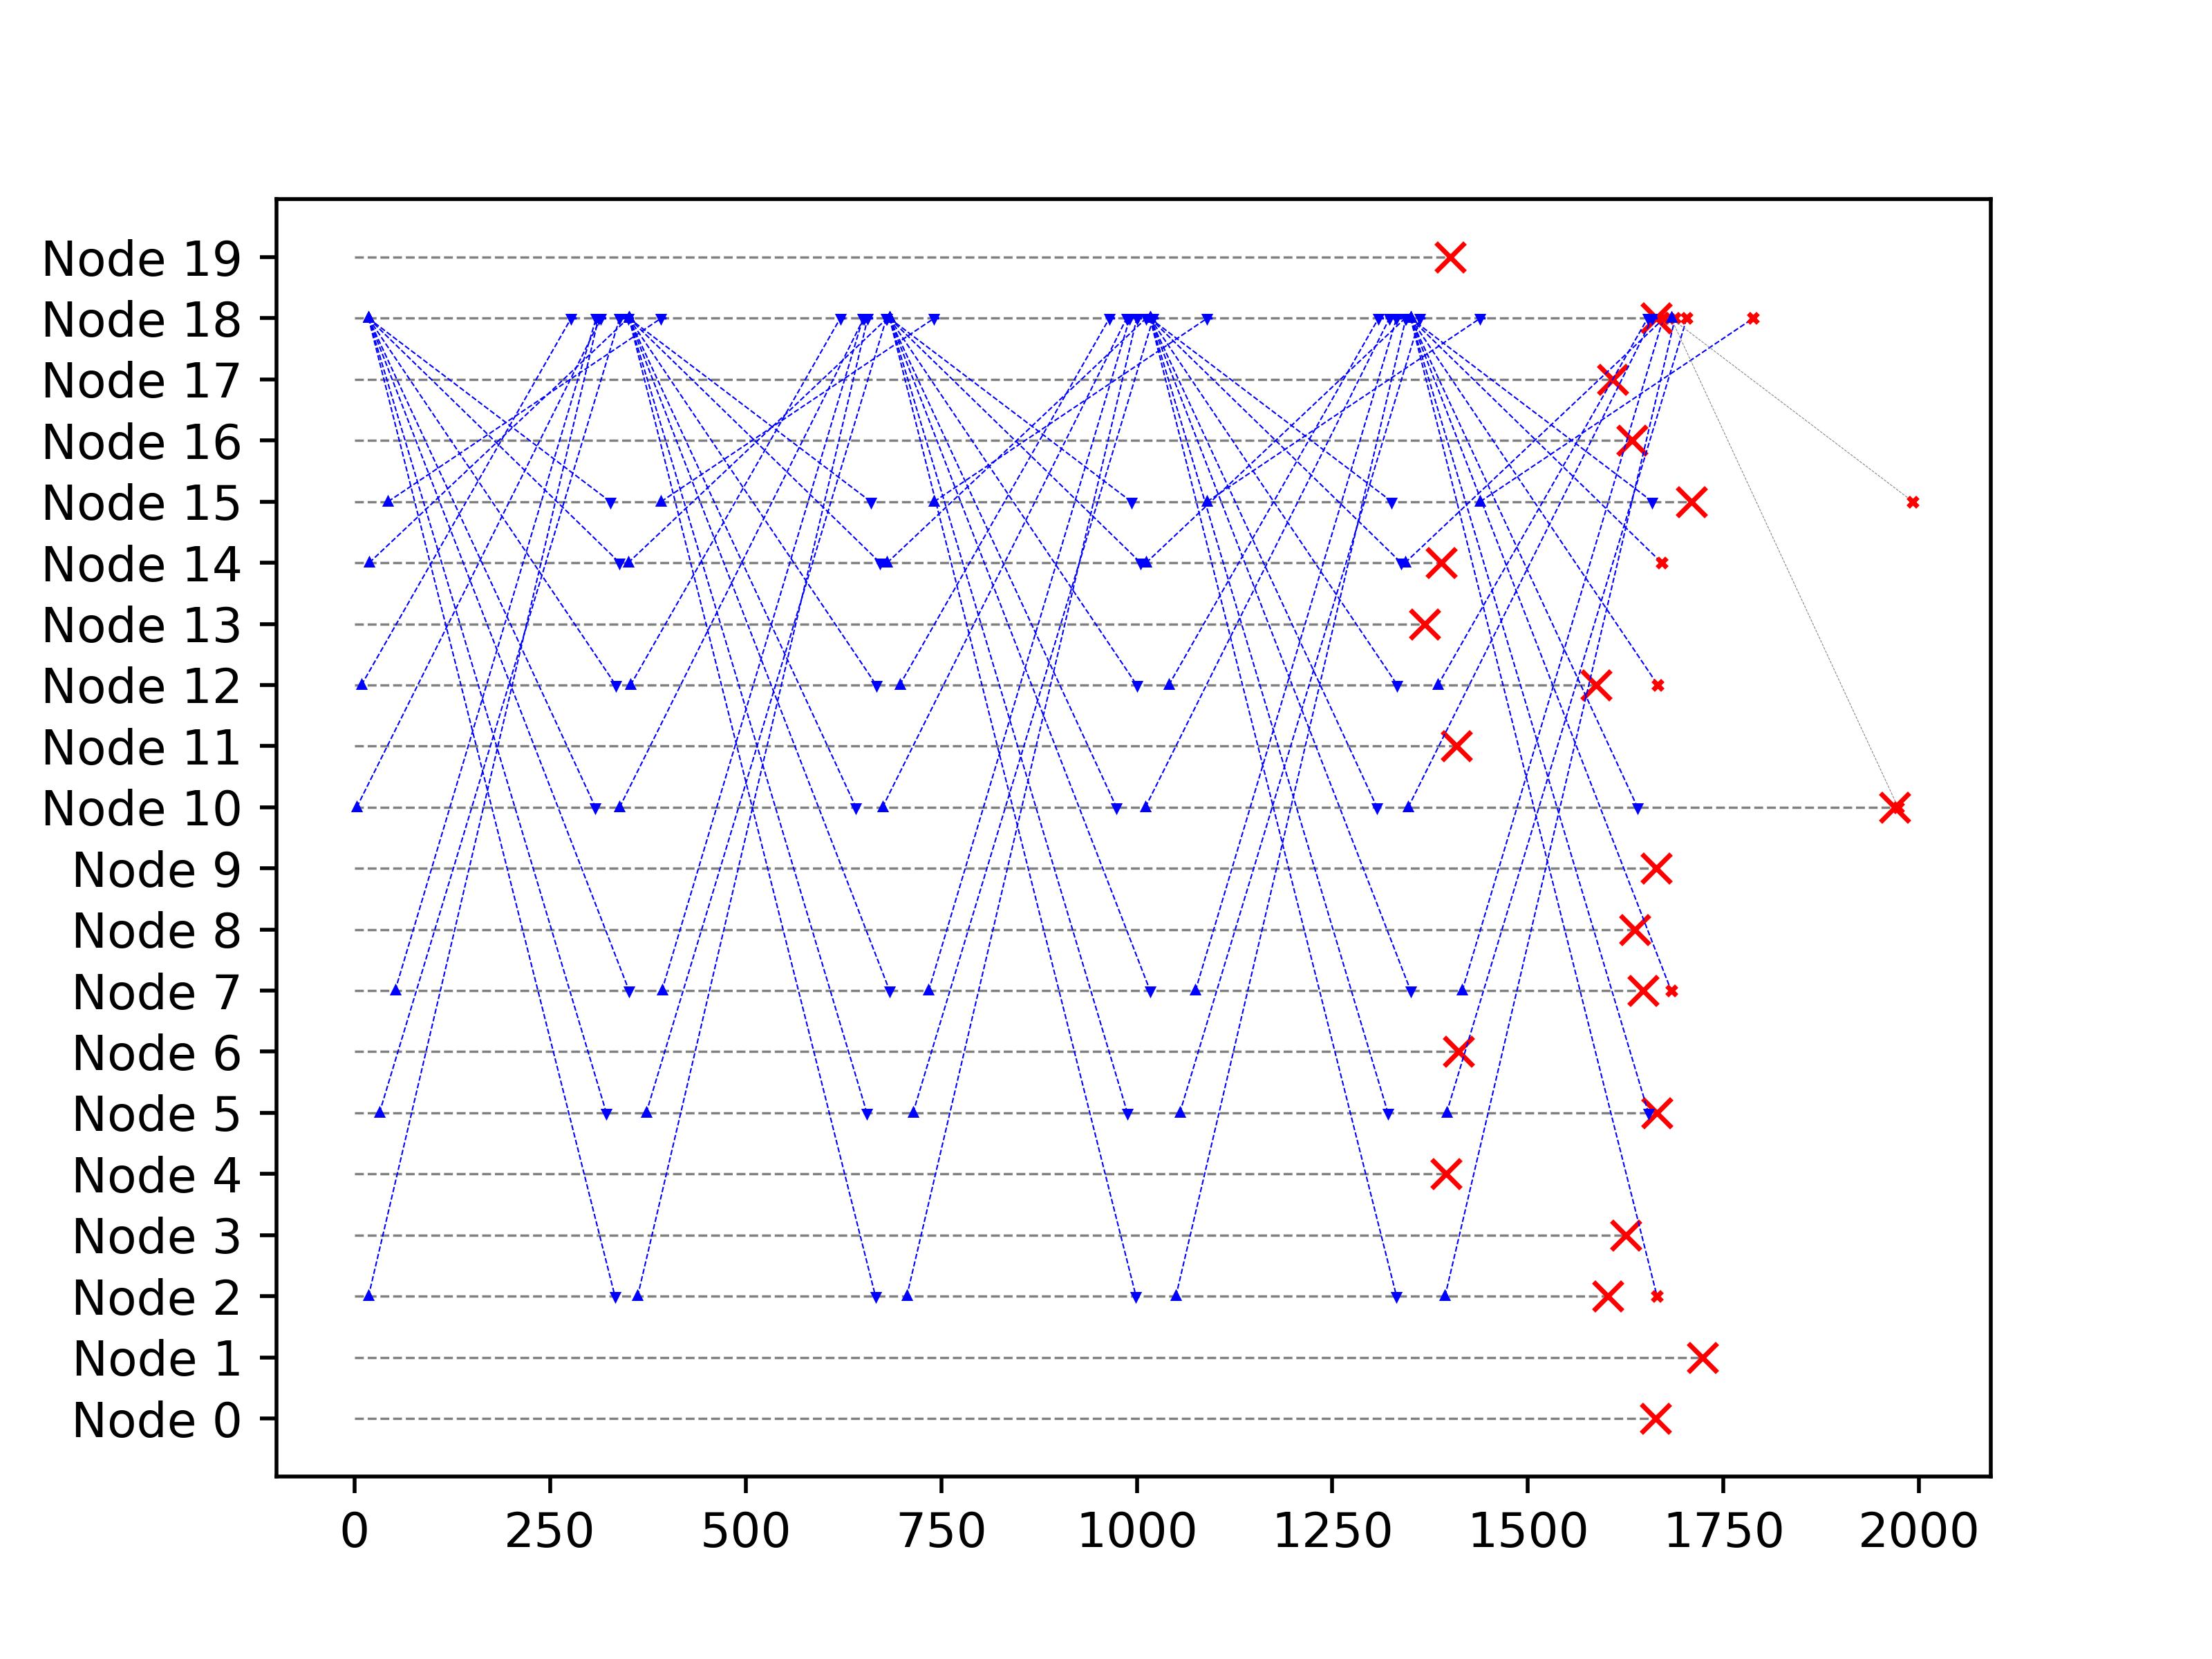 Node 19
Node 18
Node 17
Node 16
Node 15
Node 14
Node 13
Node 12
Node 11
Node 10
Node 9
Node 8
Node 7
Node 6
Node 5
Node 4
Node 3
Node 2
Node 1
Node 0
0 250 500 750 1000 1250 1500 1750 2000